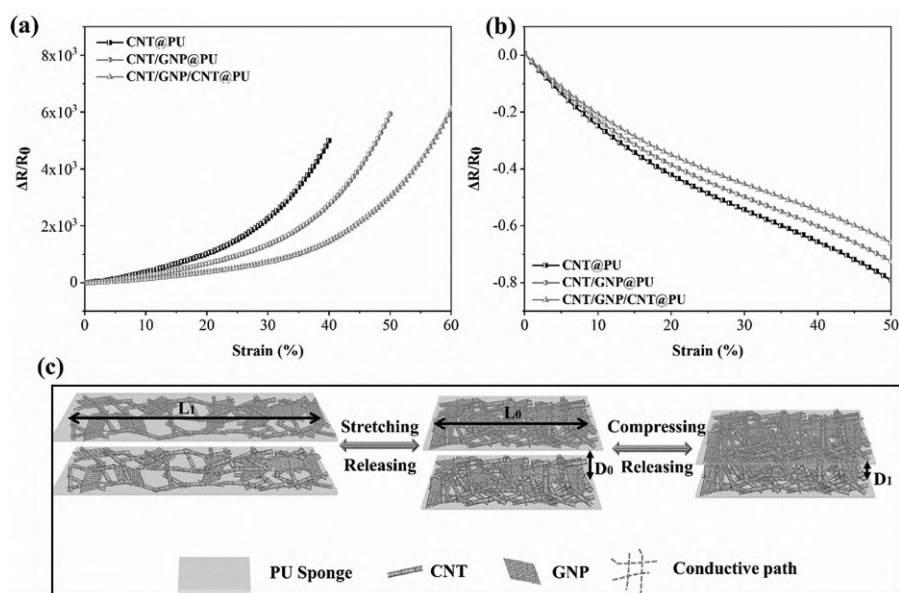 (a)
CNT@PU
CNT/GNP@PU
CNT/GNP/CNT@PU
8x10³
6x10³
4x10³
2x10³
0
ΔR/R0
0 10 20 30 40 50 60
Strain (%)
(b)
0.0
-0.2
-0.4
-0.6
-0.8
ΔR/R0
CNT@PU
CNT/GNP@PU
CNT/GNP/CNT@PU
0 10 20 30 40 50
Strain (%)
(c)
L1
Stretching
Releasing
L0
D0
Compressing
Releasing
D1
PU Sponge
CNT
GNP
Conductive path